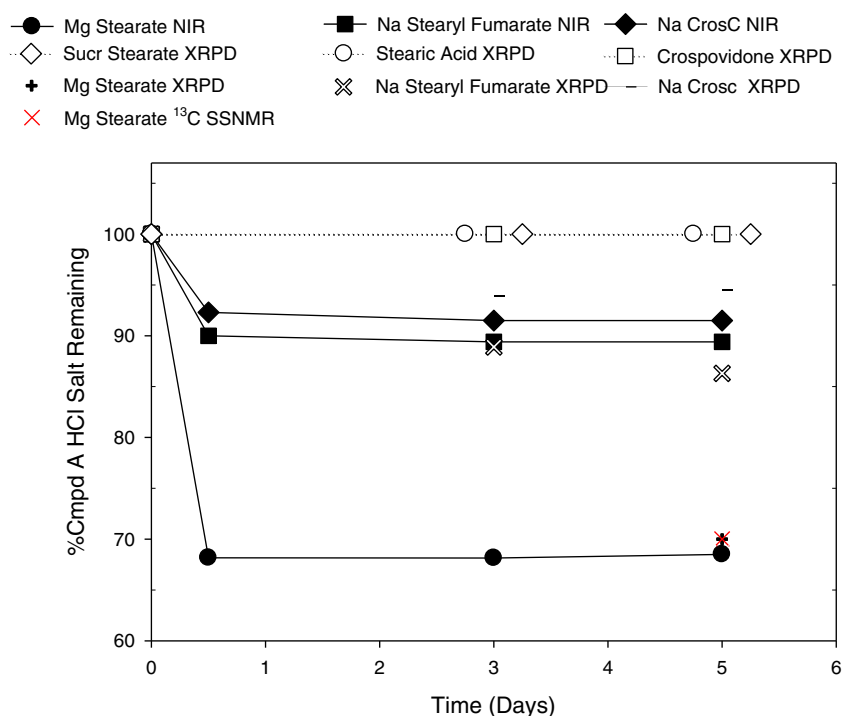 Mg Stearate NIR Na Stearyl Fumarate NIR Na CrosC NIR
Sucr Stearate XRPD Stearic Acid XRPD Crospovidone XRPD
Mg Stearate XRPD Na Stearyl Fumarate XRPD Na Crosc XRPD
Mg Stearate ¹³C SSNMR
100
90
80
70
60
%Cmpd A HCl Salt Remaining
0 1 2 3 4 5 6
Time (Days)